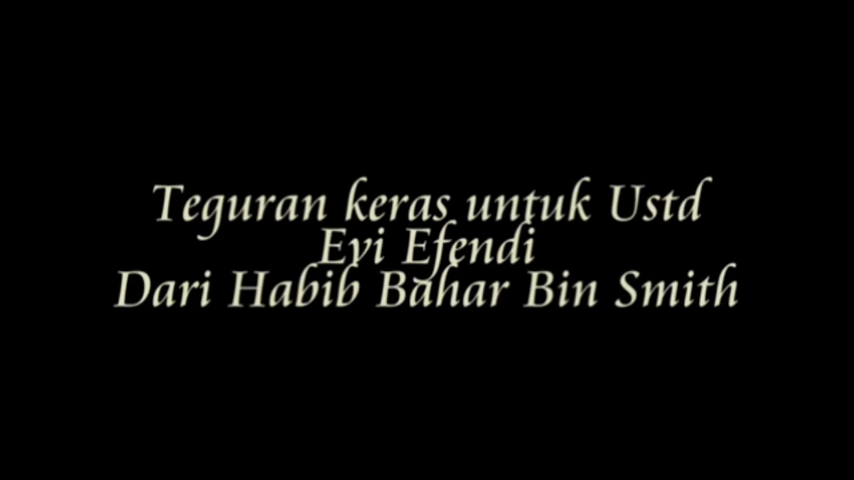 Teguran keras untuk Ustd
Evi Efendi
Dari Habib Bahar Bin Smith